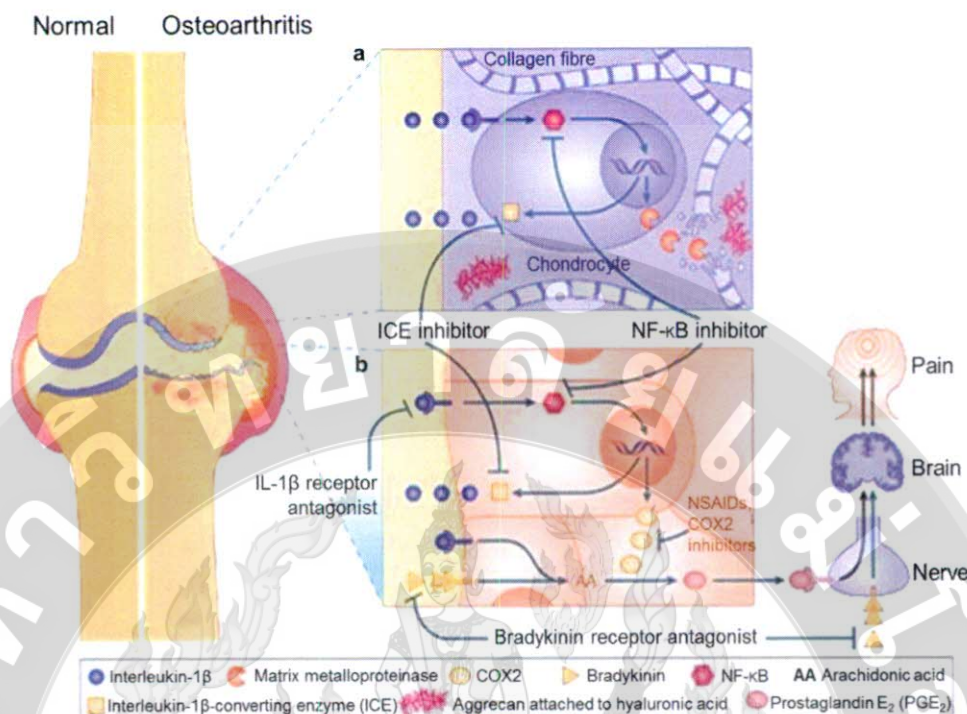 Normal Osteoarthritis
a
Collagen fibre
Chondrocyte
ICE inhibitor NF-κB inhibitor
b
IL-1β receptor
antagonist
NSAIDs,
COX2
inhibitors
AA
Pain
Brain
Nerve
Bradykinin receptor antagonist
Interleukin-1β Matrix metalloproteinase COX2 Bradykinin NF-κB AA Arachidonic acid
Interleukin-1β-converting enzyme (ICE) Aggrecan attached to hyaluronic acid Prostaglandin E₂ (PGE₂)